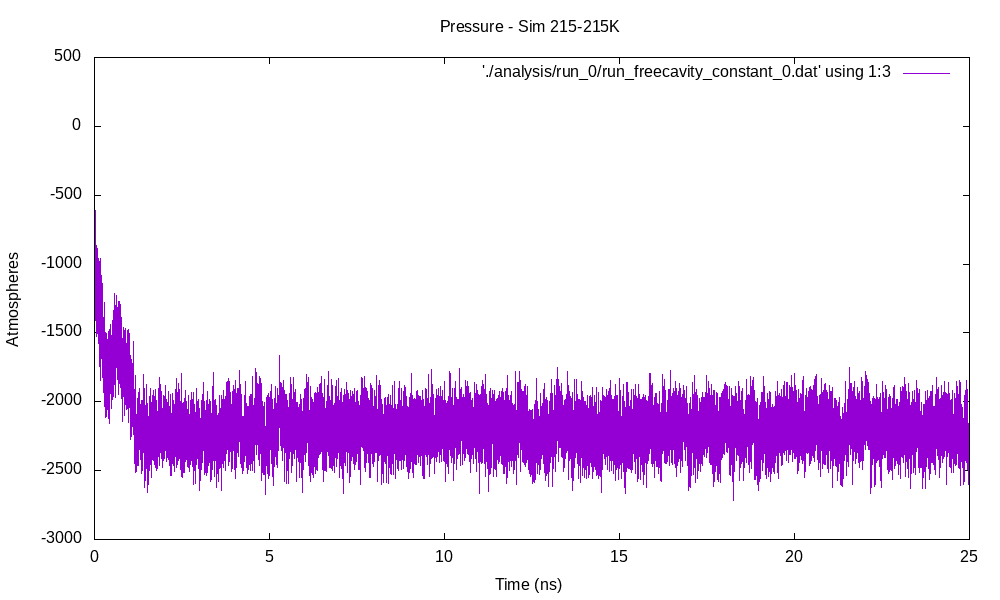 Pressure - Sim 215-215K
'./analysis/run_0/run_freecavity_constant_0.dat' using 1:3
500
0
-500
-1000
-1500
-2000
-2500
-3000
Atmospheres
0 5 10 15 20 25
Time (ns)